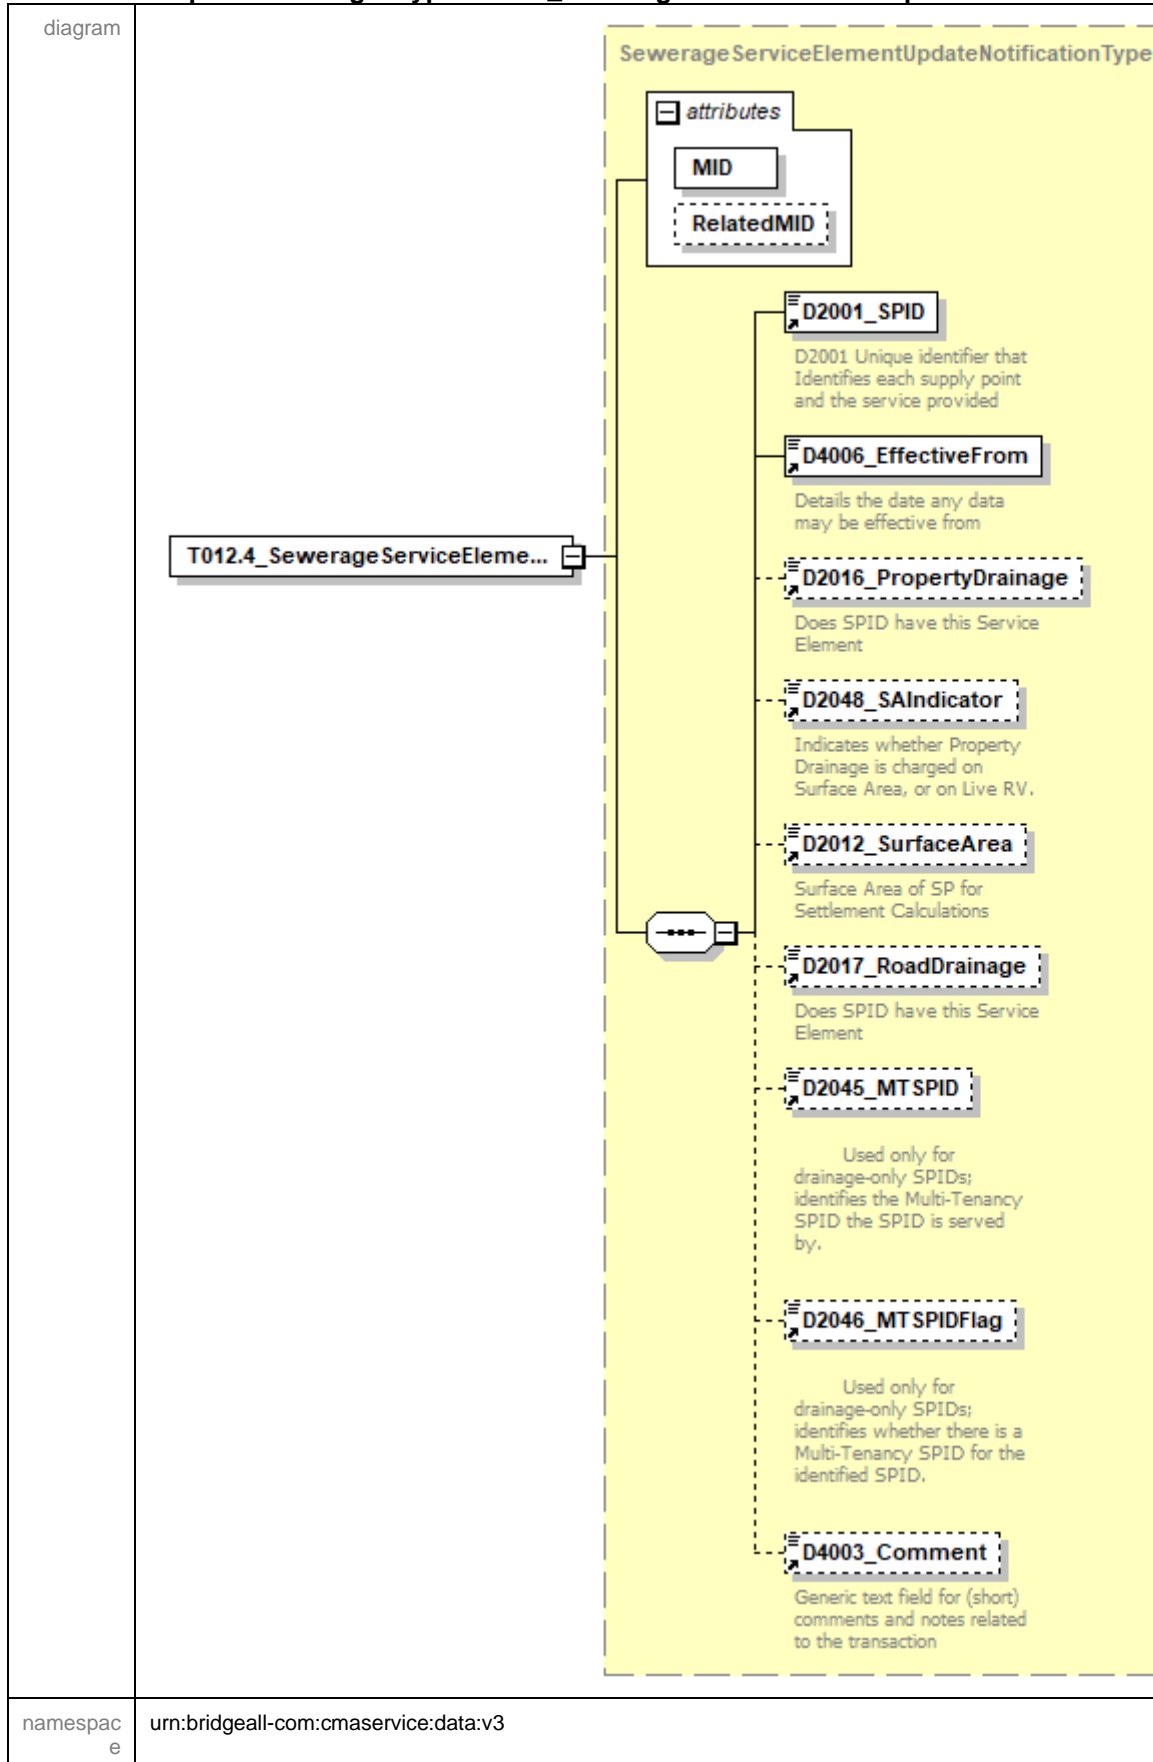 diagram
SewerageServiceElementUpdateNotificationType
attributes
MID
RelatedMID
D2001_SPID
D2001 Unique identifier that
Identifies each supply point
and the service provided
D4006_EffectiveFrom
Details the date any data
may be effective from
T012.4_SewerageServiceEleme...
D2016_PropertyDrainage
Does SPID have this Service
Element
D2048_SAIndicator
Indicates whether Property
Drainage is charged on
Surface Area, or on Live RV.
D2012_SurfaceArea
Surface Area of SP for
Settlement Calculations
D2017_RoadDrainage
Does SPID have this Service
Element
D2045_MTSPID
Used only for
drainage-only SPIDs;
identifies the Multi-Tenancy
SPID the SPID is served
by.
D2046_MTSPIDFlag
Used only for
drainage-only SPIDs;
identifies whether there is a
Multi-Tenancy SPID for the
identified SPID.
D4003_Comment
Generic text field for (short)
comments and notes related
to the transaction
namespac
e
urn:bridgeall-com:cmaservice:data:v3